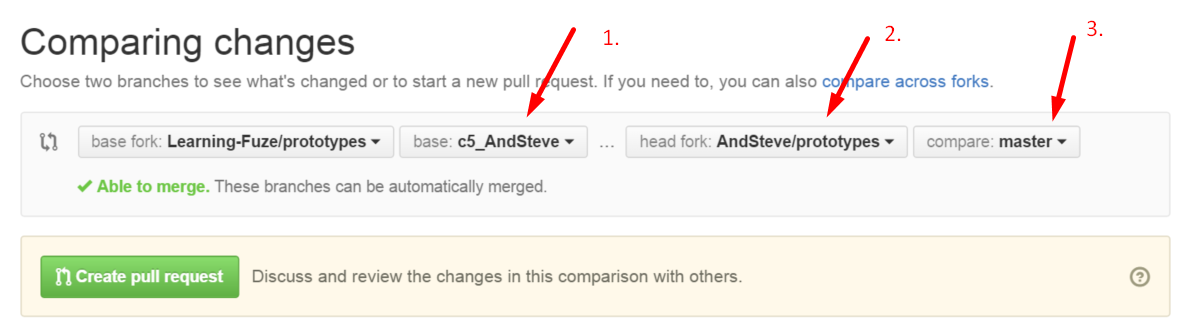 1.
2.
3.
Comparing changes
Choose two branches to see what's changed or to start a new pull request. If you need to, you can also compare across forks.
base fork: Learning-Fuze/prototypes base: c5_AndSteve ... head fork: AndSteve/prototypes compare: master
Able to merge. These branches can be automatically merged.
Create pull request Discuss and review the changes in this comparison with others. ?